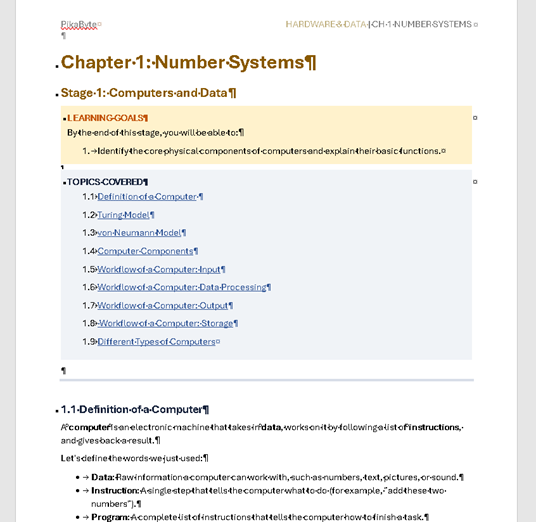 PikaByte
HARDWARE & DATA | CH 1 NUMBER SYSTEMS
Chapter 1: Number Systems
Stage 1: Computers and Data
LEARNING GOALS
By the end of this stage, you will be able to:
1. Identify the core physical components of computers and explain their basic functions.
TOPICS COVERED
1.1 Definition of a Computer
1.2 Turing Model
1.3 von Neumann Model
1.4 Computer Components
1.5 Workflow of a Computer: Input
1.6 Workflow of a Computer: Data Processing
1.7 Workflow of a Computer: Output
1.8 Workflow of a Computer: Storage
1.9 Different Types of Computers
1.1 Definition of a Computer
A computer is an electronic machine that takes in data, works on it by following a list of instructions,
and gives back a result.
Let's define the words we just used:
• Data: Raw information a computer can work with, such as numbers, text, pictures, or sound.
• Instruction: A single step that tells the computer what to do (for example, "add these two
numbers").
• Program: A complete list of instructions that tells the computer how to finish a task.